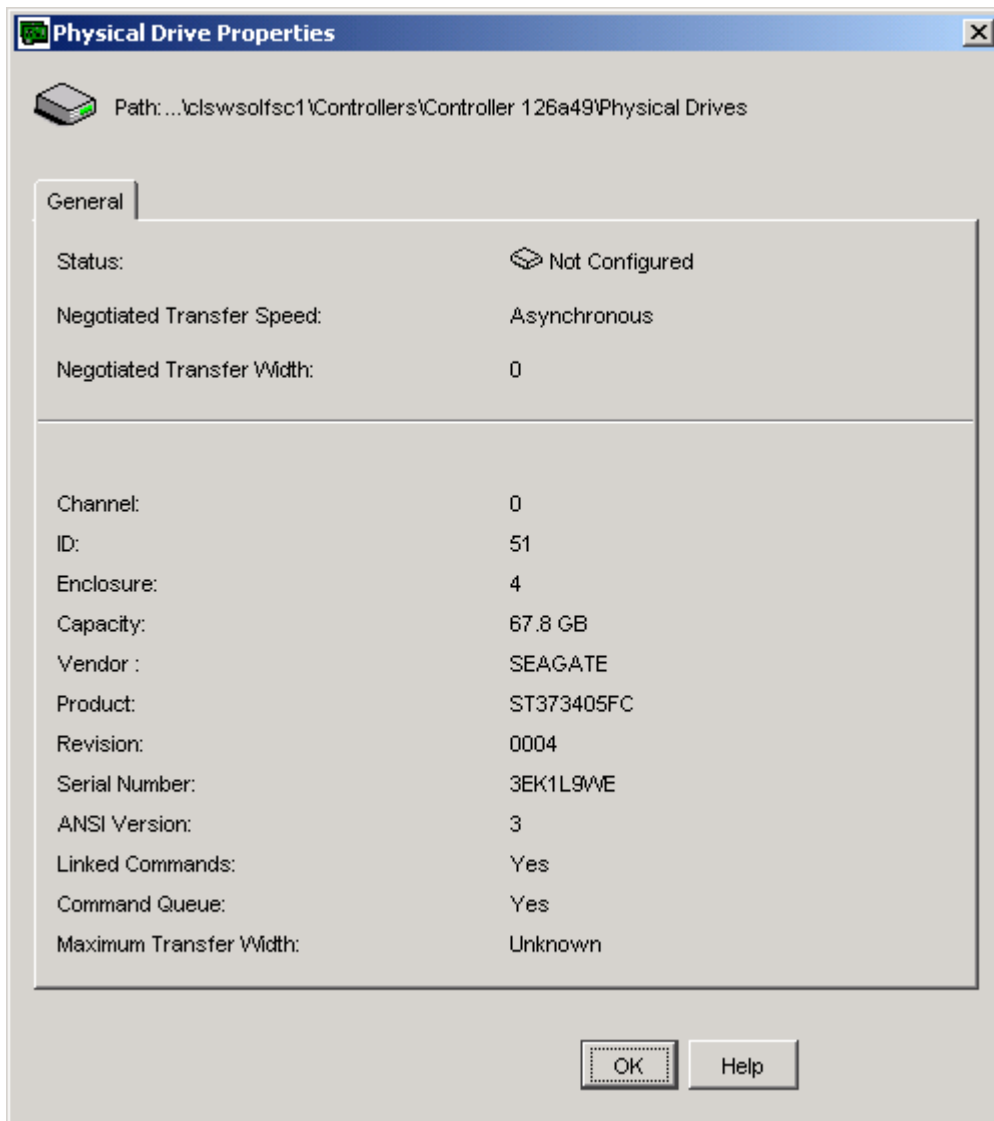 Physical Drive Properties
Path:...\clswsolfsc1\Controllers\Controller 126a49\Physical Drives
General
Status: Not Configured
Negotiated Transfer Speed: Asynchronous
Negotiated Transfer Width: 0
Channel: 0
ID: 51
Enclosure: 4
Capacity: 67.8 GB
Vendor : SEAGATE
Product: ST373405FC
Revision: 0004
Serial Number: 3EK1L9WE
ANSI Version: 3
Linked Commands: Yes
Command Queue: Yes
Maximum Transfer Width: Unknown
OK Help